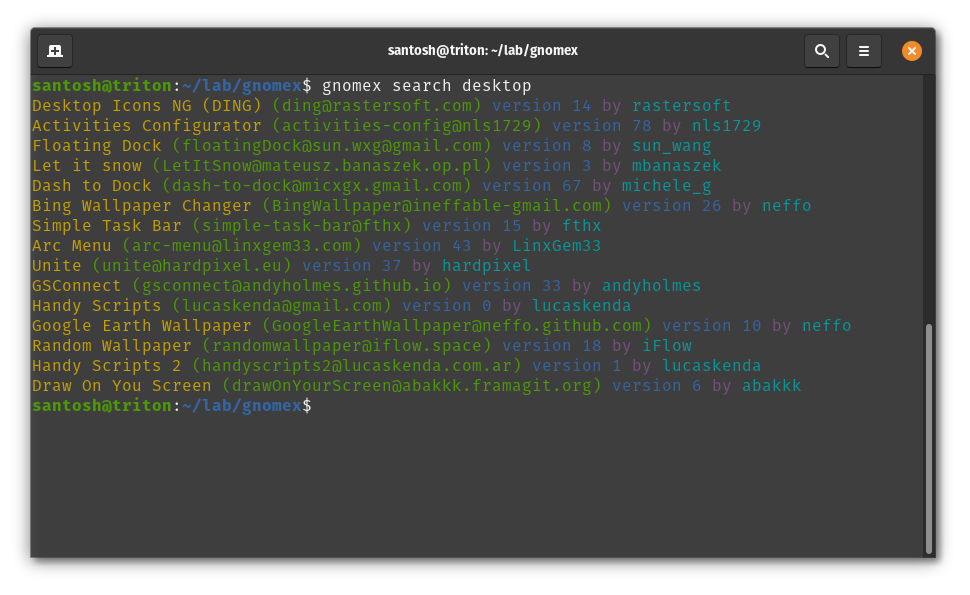 santosh@triton: ~/lab/gnomex
santosh@triton:~/lab/gnomex$ gnomex search desktop
Desktop Icons NG (DING) (ding@rastersoft.com) version 14 by rastersoft
Activities Configurator (activities-config@nls1729) version 78 by nls1729
Floating Dock (floatingDock@sun.wxg@gmail.com) version 8 by sun_wang
Let it snow (LetItSnow@mateusz.banaszek.op.pl) version 3 by mbanaszek
Dash to Dock (dash-to-dock@micxgx.gmail.com) version 67 by michele_g
Bing Wallpaper Changer (BingWallpaper@ineffable-gmail.com) version 26 by neffo
Simple Task Bar (simple-task-bar@fthx) version 15 by fthx
Arc Menu (arc-menu@linxgem33.com) version 43 by LinxGem33
Unite (unite@hardpixel.eu) version 37 by hardpixel
GSConnect (gsconnect@andyholmes.github.io) version 33 by andyholmes
Handy Scripts (lucaskenda@gmail.com) version 0 by lucaskenda
Google Earth Wallpaper (GoogleEarthWallpaper@neffo.github.com) version 10 by neffo
Random Wallpaper (randomwallpaper@iflow.space) version 18 by iFlow
Handy Scripts 2 (handyscripts2@lucaskenda.com.ar) version 1 by lucaskenda
Draw On You Screen (drawOnYourScreen@abakkk.framagit.org) version 6 by abakkk
santosh@triton:~/lab/gnomex$